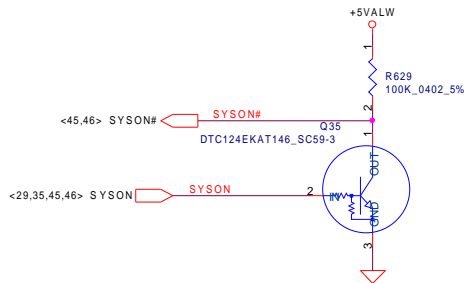 +5VALW
1
R629
100K_0402_5%
2
<45,46> SYSON#
SYSON#
Q35
DTC124EKAT146_SC59-3
1
OUT
<29,35,45,46> SYSON
SYSON
2
IN
GND
3